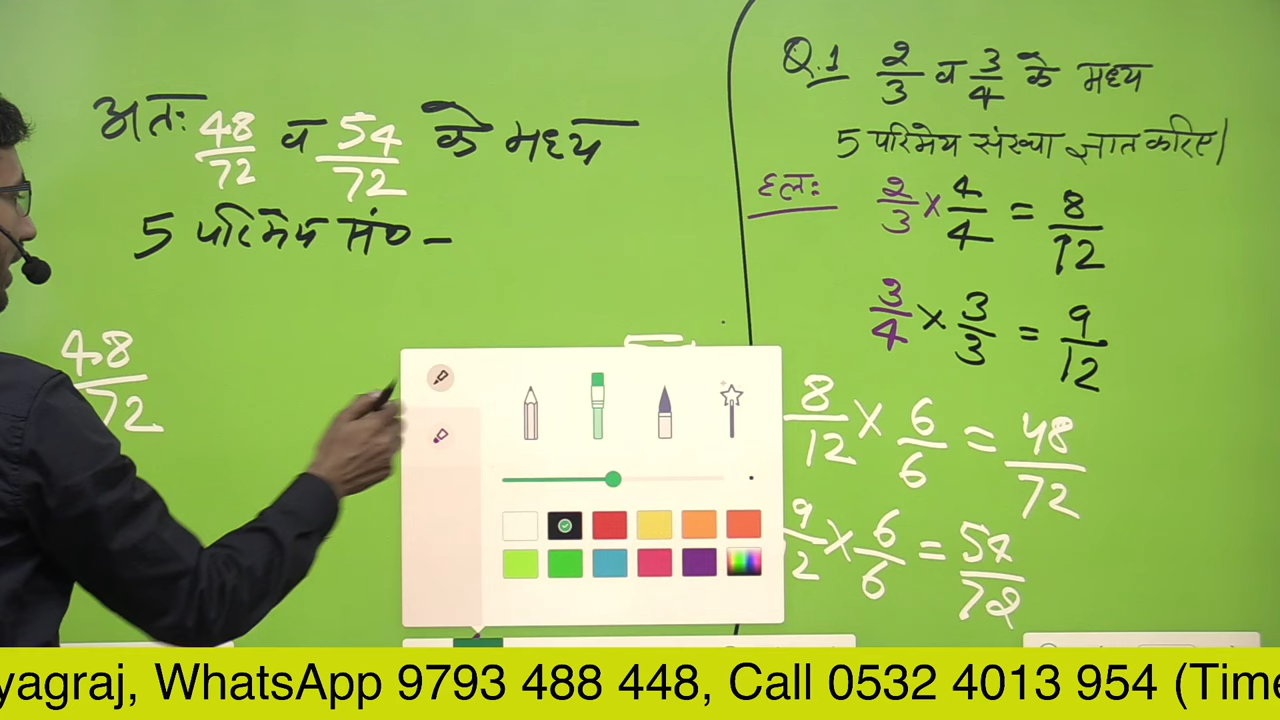 अतः 48/72 व 54/72 के मध्य
5 परिमेय संo –
48/72
Q.1 2/3 व 3/4 के मध्य
5 परिमेय संख्या ज्ञात करिए।
हलः 2/3 × 4/4 = 8/12
3/4 × 3/3 = 9/12
8/12 × 6/6 = 48/72
9/2 × 6/6 = 54/72
yagraj, WhatsApp 9793 488 448, Call 0532 4013 954 (Time